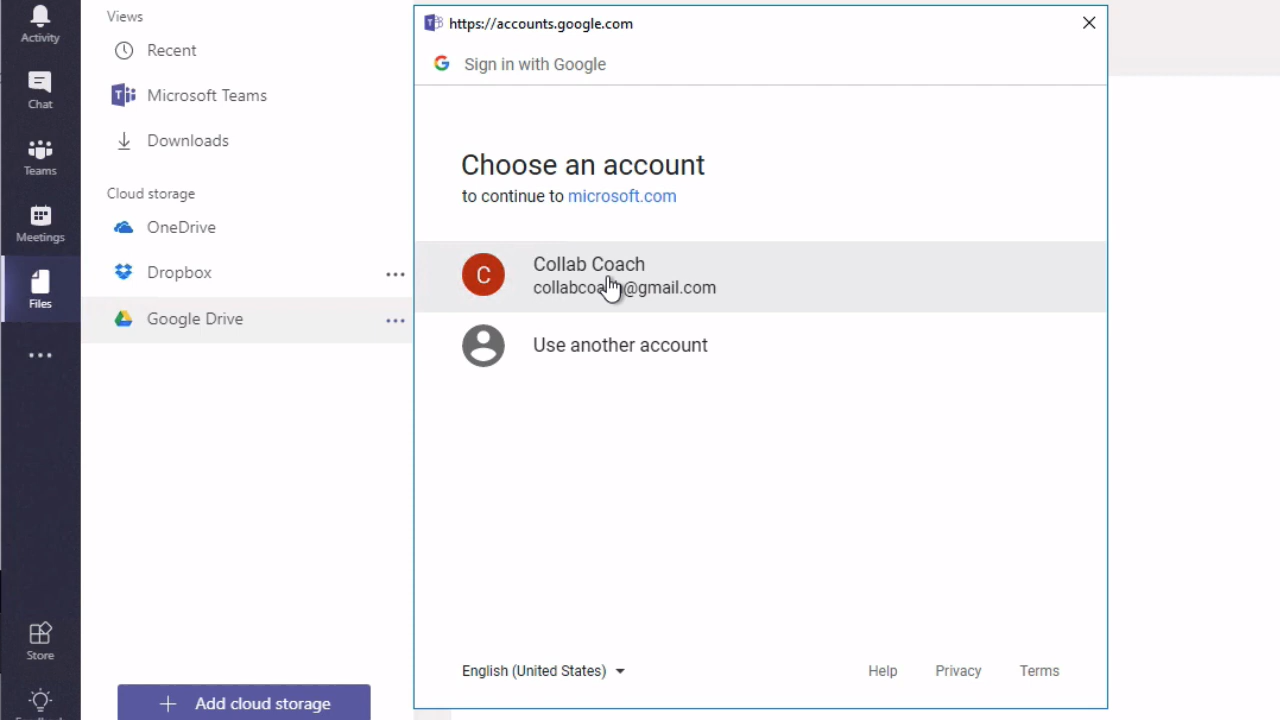 Activity
Chat
Teams
Meetings
Files
Store
Views
Recent
Microsoft Teams
Downloads
Cloud storage
OneDrive
Dropbox
Google Drive
+ Add cloud storage
https://accounts.google.com
Sign in with Google
Choose an account
to continue to microsoft.com
C
Collab Coach
@gmail.com
Use another account
English (United States)
Help
Privacy
Terms